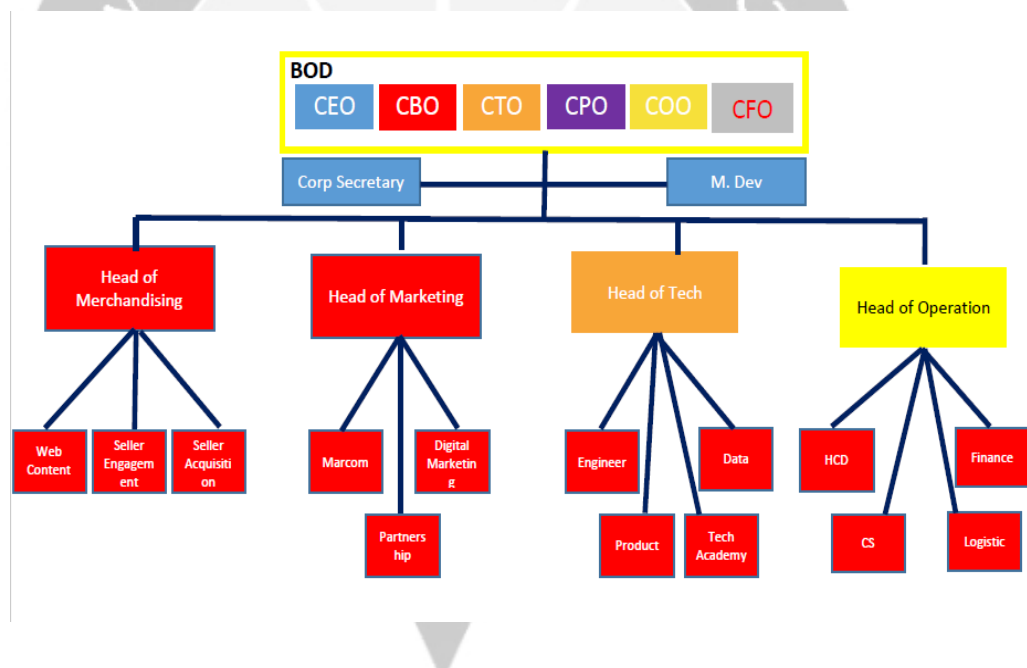 BOD
CEO
CBO
CTO
CPO
COO
CFO
Corp Secretary
M. Dev
Head of
Merchandising
Head of Marketing
Head of Tech
Head of Operation
Web
Content
Seller
Engagem
ent
Seller
Acquisiti
on
Marcom
Digital
Marketin
g
Partners
hip
Engineer
Data
Product
Tech
Academy
HCD
Finance
CS
Logistic